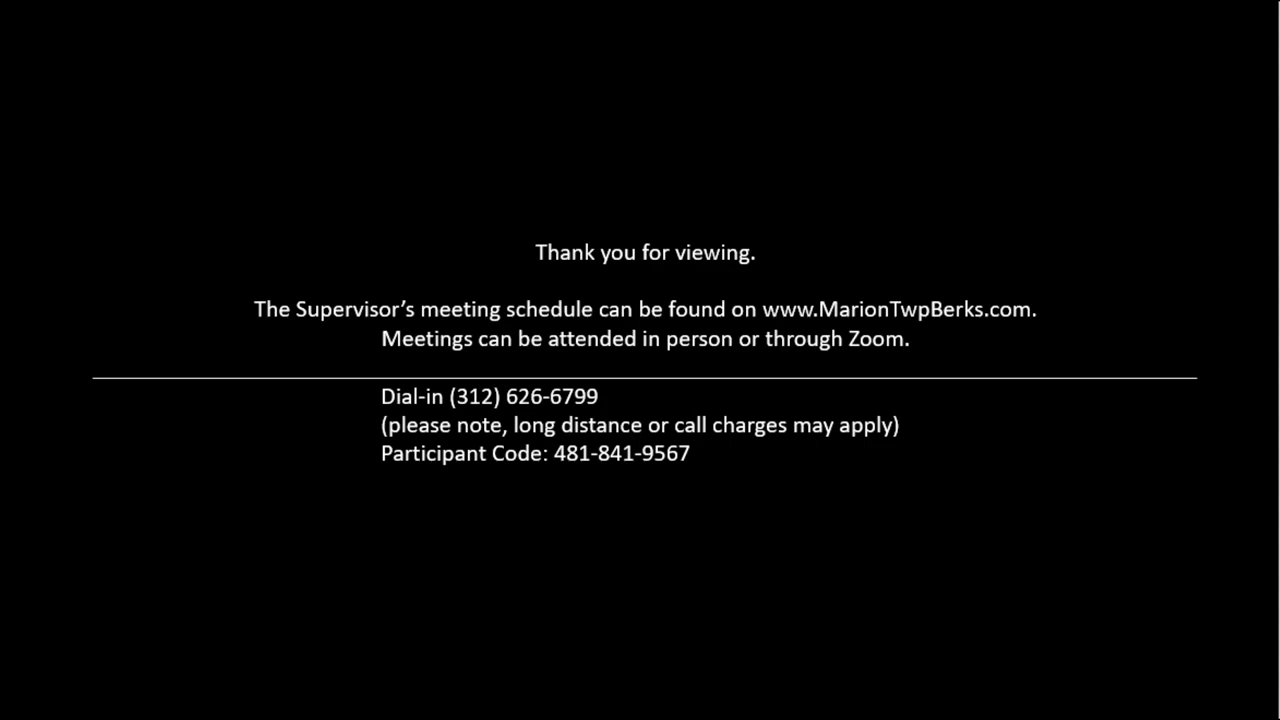 Thank you for viewing.
The Supervisor’s meeting schedule can be found on www.MarionTwpBerks.com.
Meetings can be attended in person or through Zoom.
Dial-in (312) 626-6799
(please note, long distance or call charges may apply)
Participant Code: 481-841-9567